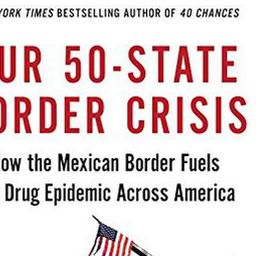 YORK TIMES BESTSELLING AUTHOR OF 40 CHANCES
UR 50-STATE
ORDER CRISIS
ow the Mexican Border Fuels
Drug Epidemic Across America